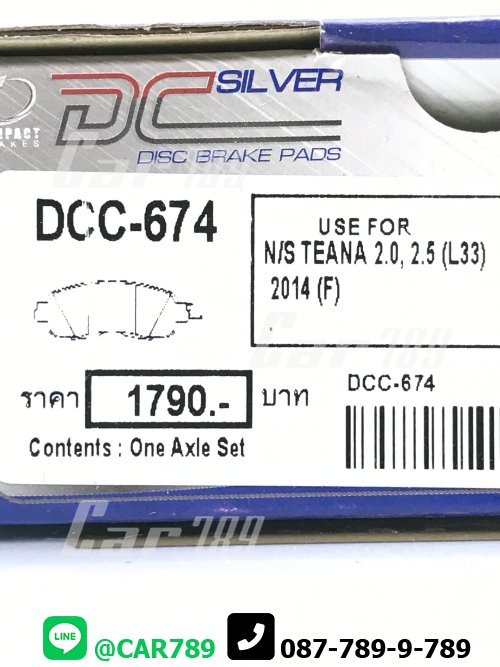 DC SILVER
DISC BRAKE PADS
DCC-674
USE FOR
N/S TEANA 2.0, 2.5 (L33)
2014 (F)
ราคา 1790.- บาท
DCC-674
Contents : One Axle Set
Car789
Car789
Car789
LINE @CAR789 087-789-9-789